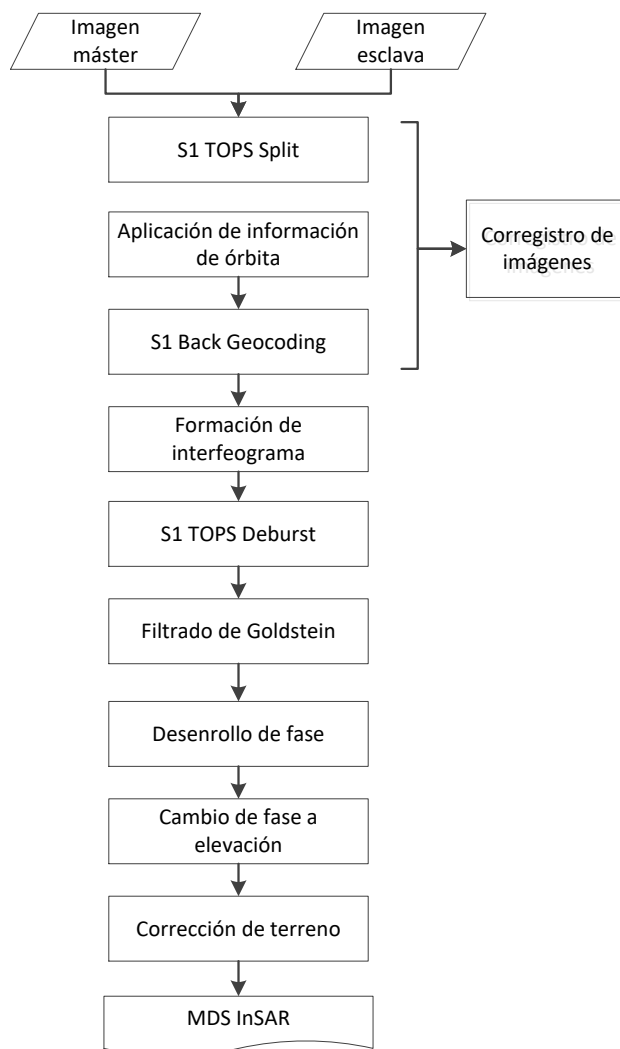 Imagen
máster
Imagen
esclava
S1 TOPS Split
Aplicación de información
de órbita
Corregistro de
imágenes
S1 Back Geocoding
Formación de
interfeograma
S1 TOPS Deburst
Filtrado de Goldstein
Desenrollo de fase
Cambio de fase a
elevación
Corrección de terreno
MDS InSAR